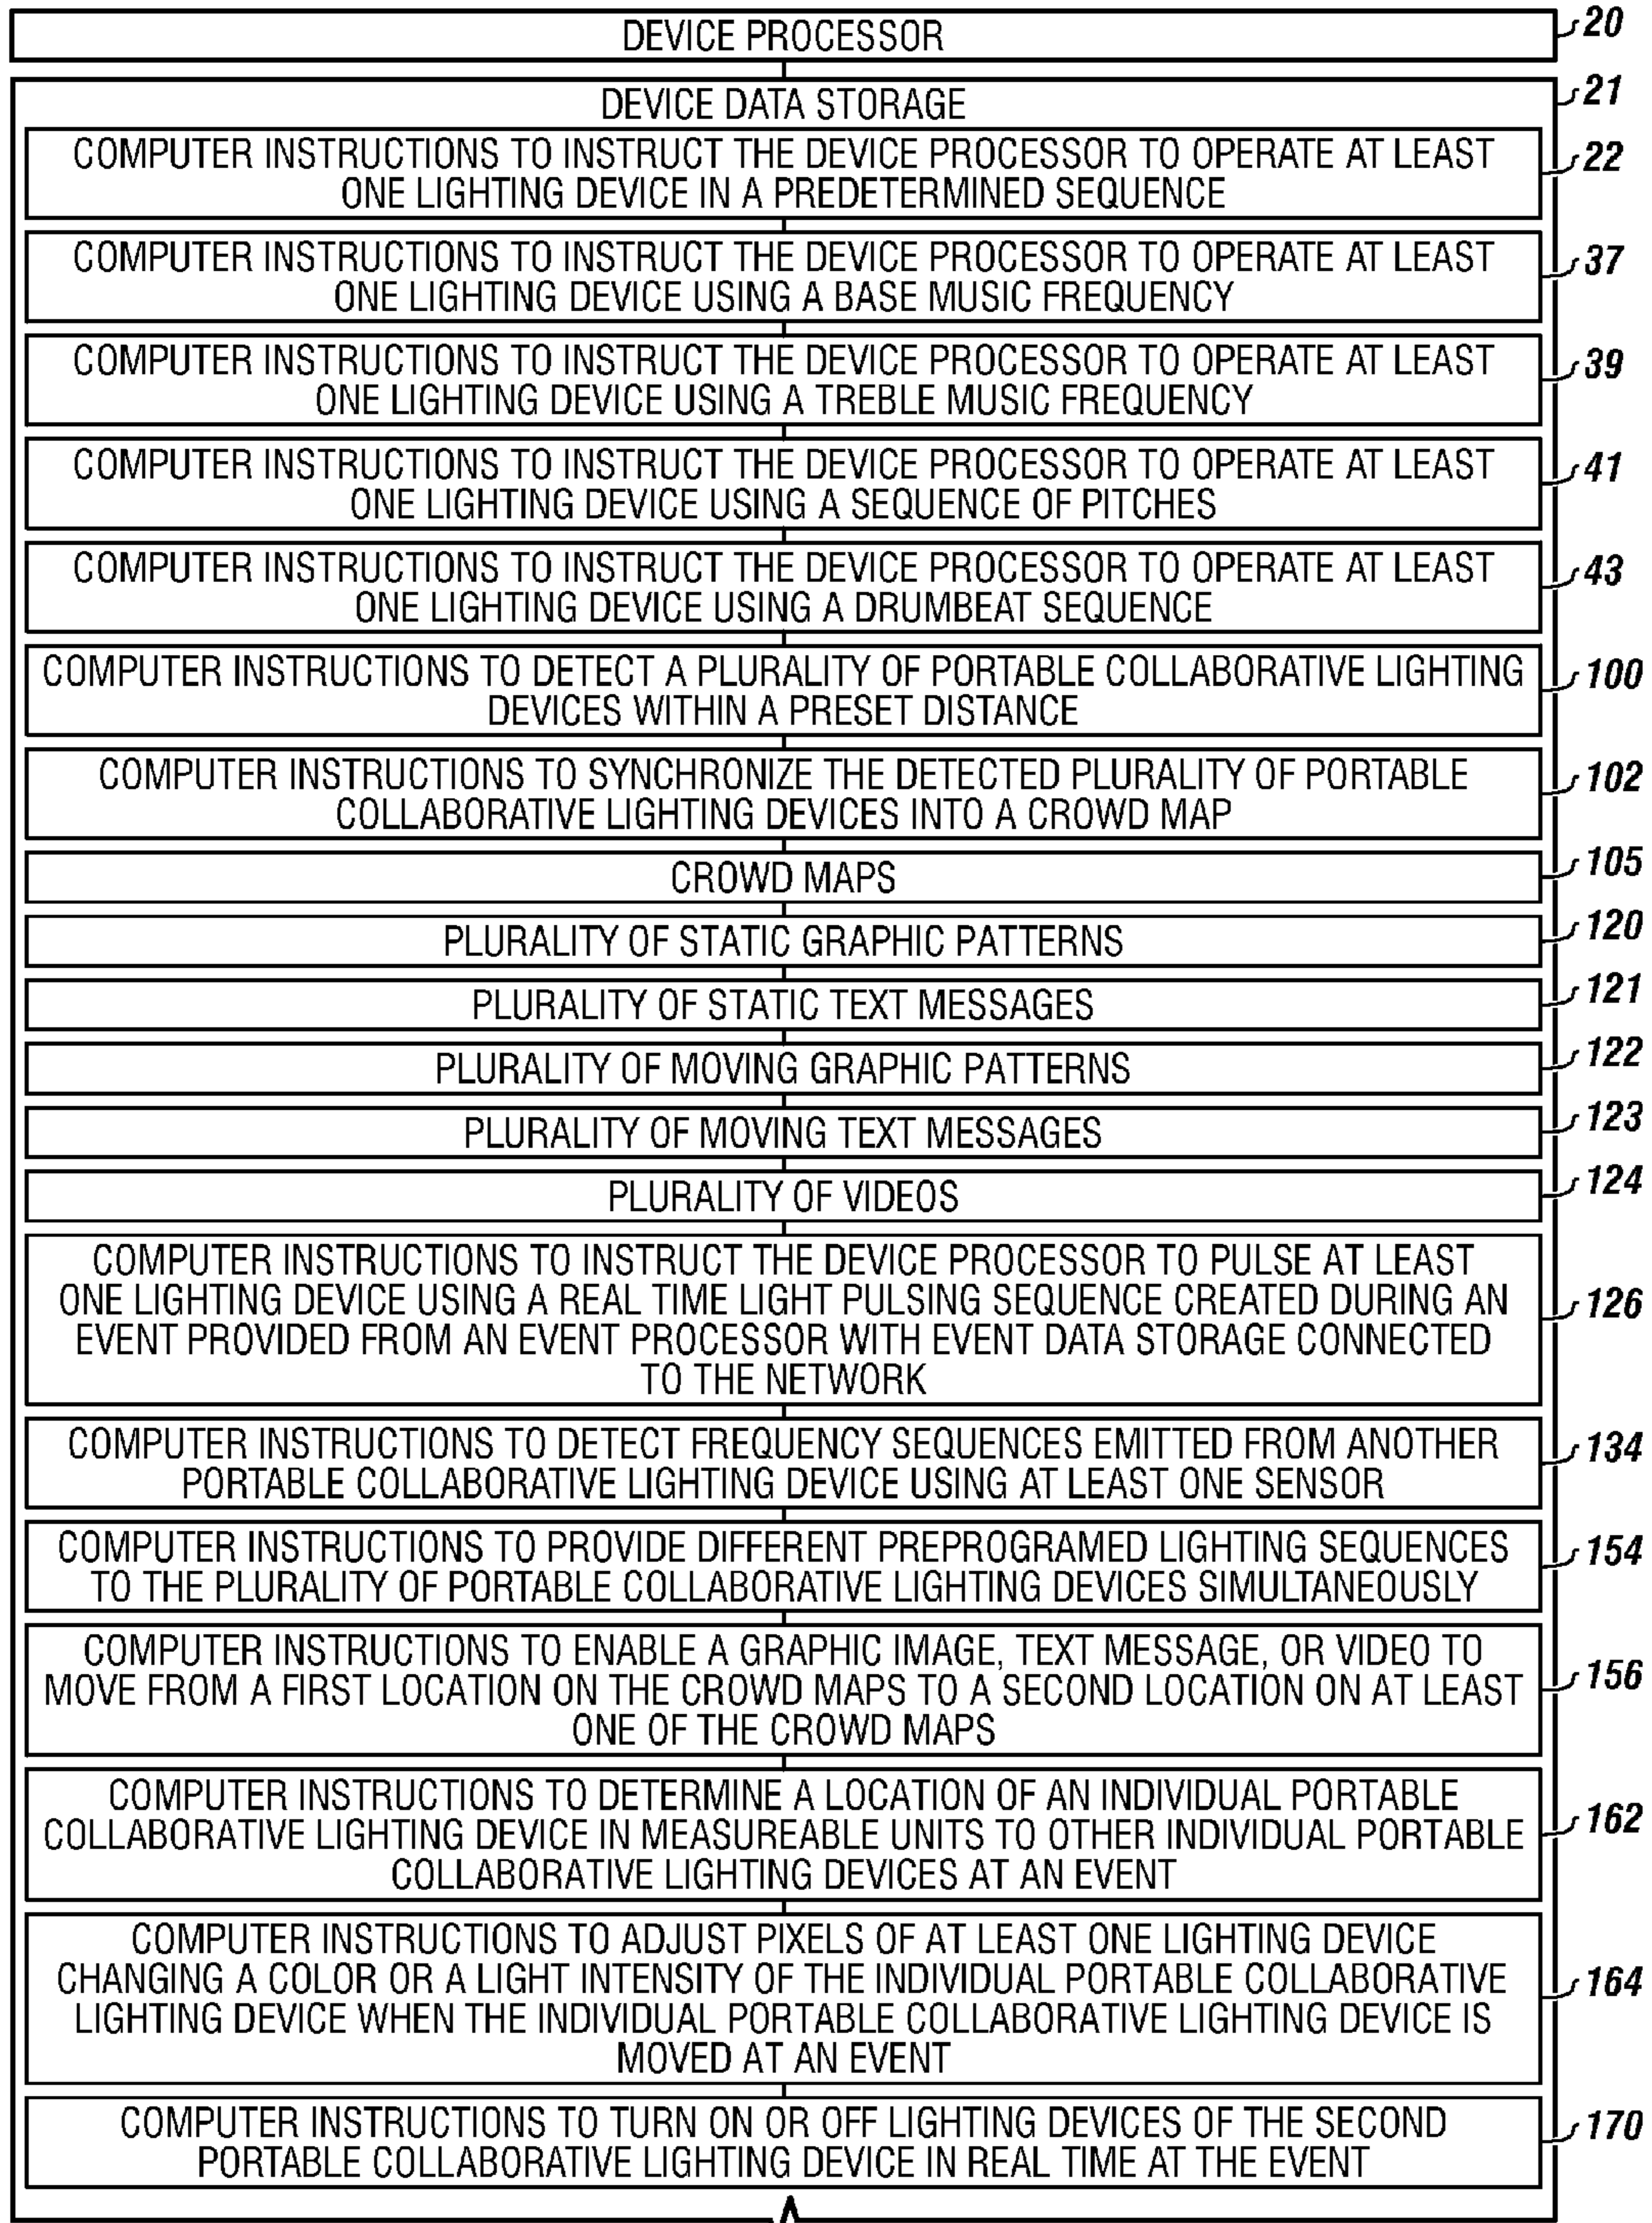 DEVICE PROCESSOR
20
DEVICE DATA STORAGE
21
COMPUTER INSTRUCTIONS TO INSTRUCT THE DEVICE PROCESSOR TO OPERATE AT LEAST
ONE LIGHTING DEVICE IN A PREDETERMINED SEQUENCE
22
COMPUTER INSTRUCTIONS TO INSTRUCT THE DEVICE PROCESSOR TO OPERATE AT LEAST
ONE LIGHTING DEVICE USING A BASE MUSIC FREQUENCY
37
COMPUTER INSTRUCTIONS TO INSTRUCT THE DEVICE PROCESSOR TO OPERATE AT LEAST
ONE LIGHTING DEVICE USING A TREBLE MUSIC FREQUENCY
39
COMPUTER INSTRUCTIONS TO INSTRUCT THE DEVICE PROCESSOR TO OPERATE AT LEAST
ONE LIGHTING DEVICE USING A SEQUENCE OF PITCHES
41
COMPUTER INSTRUCTIONS TO INSTRUCT THE DEVICE PROCESSOR TO OPERATE AT LEAST
ONE LIGHTING DEVICE USING A DRUMBEAT SEQUENCE
43
COMPUTER INSTRUCTIONS TO DETECT A PLURALITY OF PORTABLE COLLABORATIVE LIGHTING
DEVICES WITHIN A PRESET DISTANCE
100
COMPUTER INSTRUCTIONS TO SYNCHRONIZE THE DETECTED PLURALITY OF PORTABLE
COLLABORATIVE LIGHTING DEVICES INTO A CROWD MAP
102
CROWD MAPS
105
PLURALITY OF STATIC GRAPHIC PATTERNS
120
PLURALITY OF STATIC TEXT MESSAGES
121
PLURALITY OF MOVING GRAPHIC PATTERNS
122
PLURALITY OF MOVING TEXT MESSAGES
123
PLURALITY OF VIDEOS
124
COMPUTER INSTRUCTIONS TO INSTRUCT THE DEVICE PROCESSOR TO PULSE AT LEAST
ONE LIGHTING DEVICE USING A REAL TIME LIGHT PULSING SEQUENCE CREATED DURING AN
EVENT PROVIDED FROM AN EVENT PROCESSOR WITH EVENT DATA STORAGE CONNECTED
TO THE NETWORK
126
COMPUTER INSTRUCTIONS TO DETECT FREQUENCY SEQUENCES EMITTED FROM ANOTHER
PORTABLE COLLABORATIVE LIGHTING DEVICE USING AT LEAST ONE SENSOR
134
COMPUTER INSTRUCTIONS TO PROVIDE DIFFERENT PREPROGRAMED LIGHTING SEQUENCES
TO THE PLURALITY OF PORTABLE COLLABORATIVE LIGHTING DEVICES SIMULTANEOUSLY
154
COMPUTER INSTRUCTIONS TO ENABLE A GRAPHIC IMAGE, TEXT MESSAGE, OR VIDEO TO
MOVE FROM A FIRST LOCATION ON THE CROWD MAPS TO A SECOND LOCATION ON AT LEAST
ONE OF THE CROWD MAPS
156
COMPUTER INSTRUCTIONS TO DETERMINE A LOCATION OF AN INDIVIDUAL PORTABLE
COLLABORATIVE LIGHTING DEVICE IN MEASUREABLE UNITS TO OTHER INDIVIDUAL PORTABLE
COLLABORATIVE LIGHTING DEVICES AT AN EVENT
162
COMPUTER INSTRUCTIONS TO ADJUST PIXELS OF AT LEAST ONE LIGHTING DEVICE
CHANGING A COLOR OR A LIGHT INTENSITY OF THE INDIVIDUAL PORTABLE COLLABORATIVE
LIGHTING DEVICE WHEN THE INDIVIDUAL PORTABLE COLLABORATIVE LIGHTING DEVICE IS
MOVED AT AN EVENT
164
COMPUTER INSTRUCTIONS TO TURN ON OR OFF LIGHTING DEVICES OF THE SECOND
PORTABLE COLLABORATIVE LIGHTING DEVICE IN REAL TIME AT THE EVENT
170